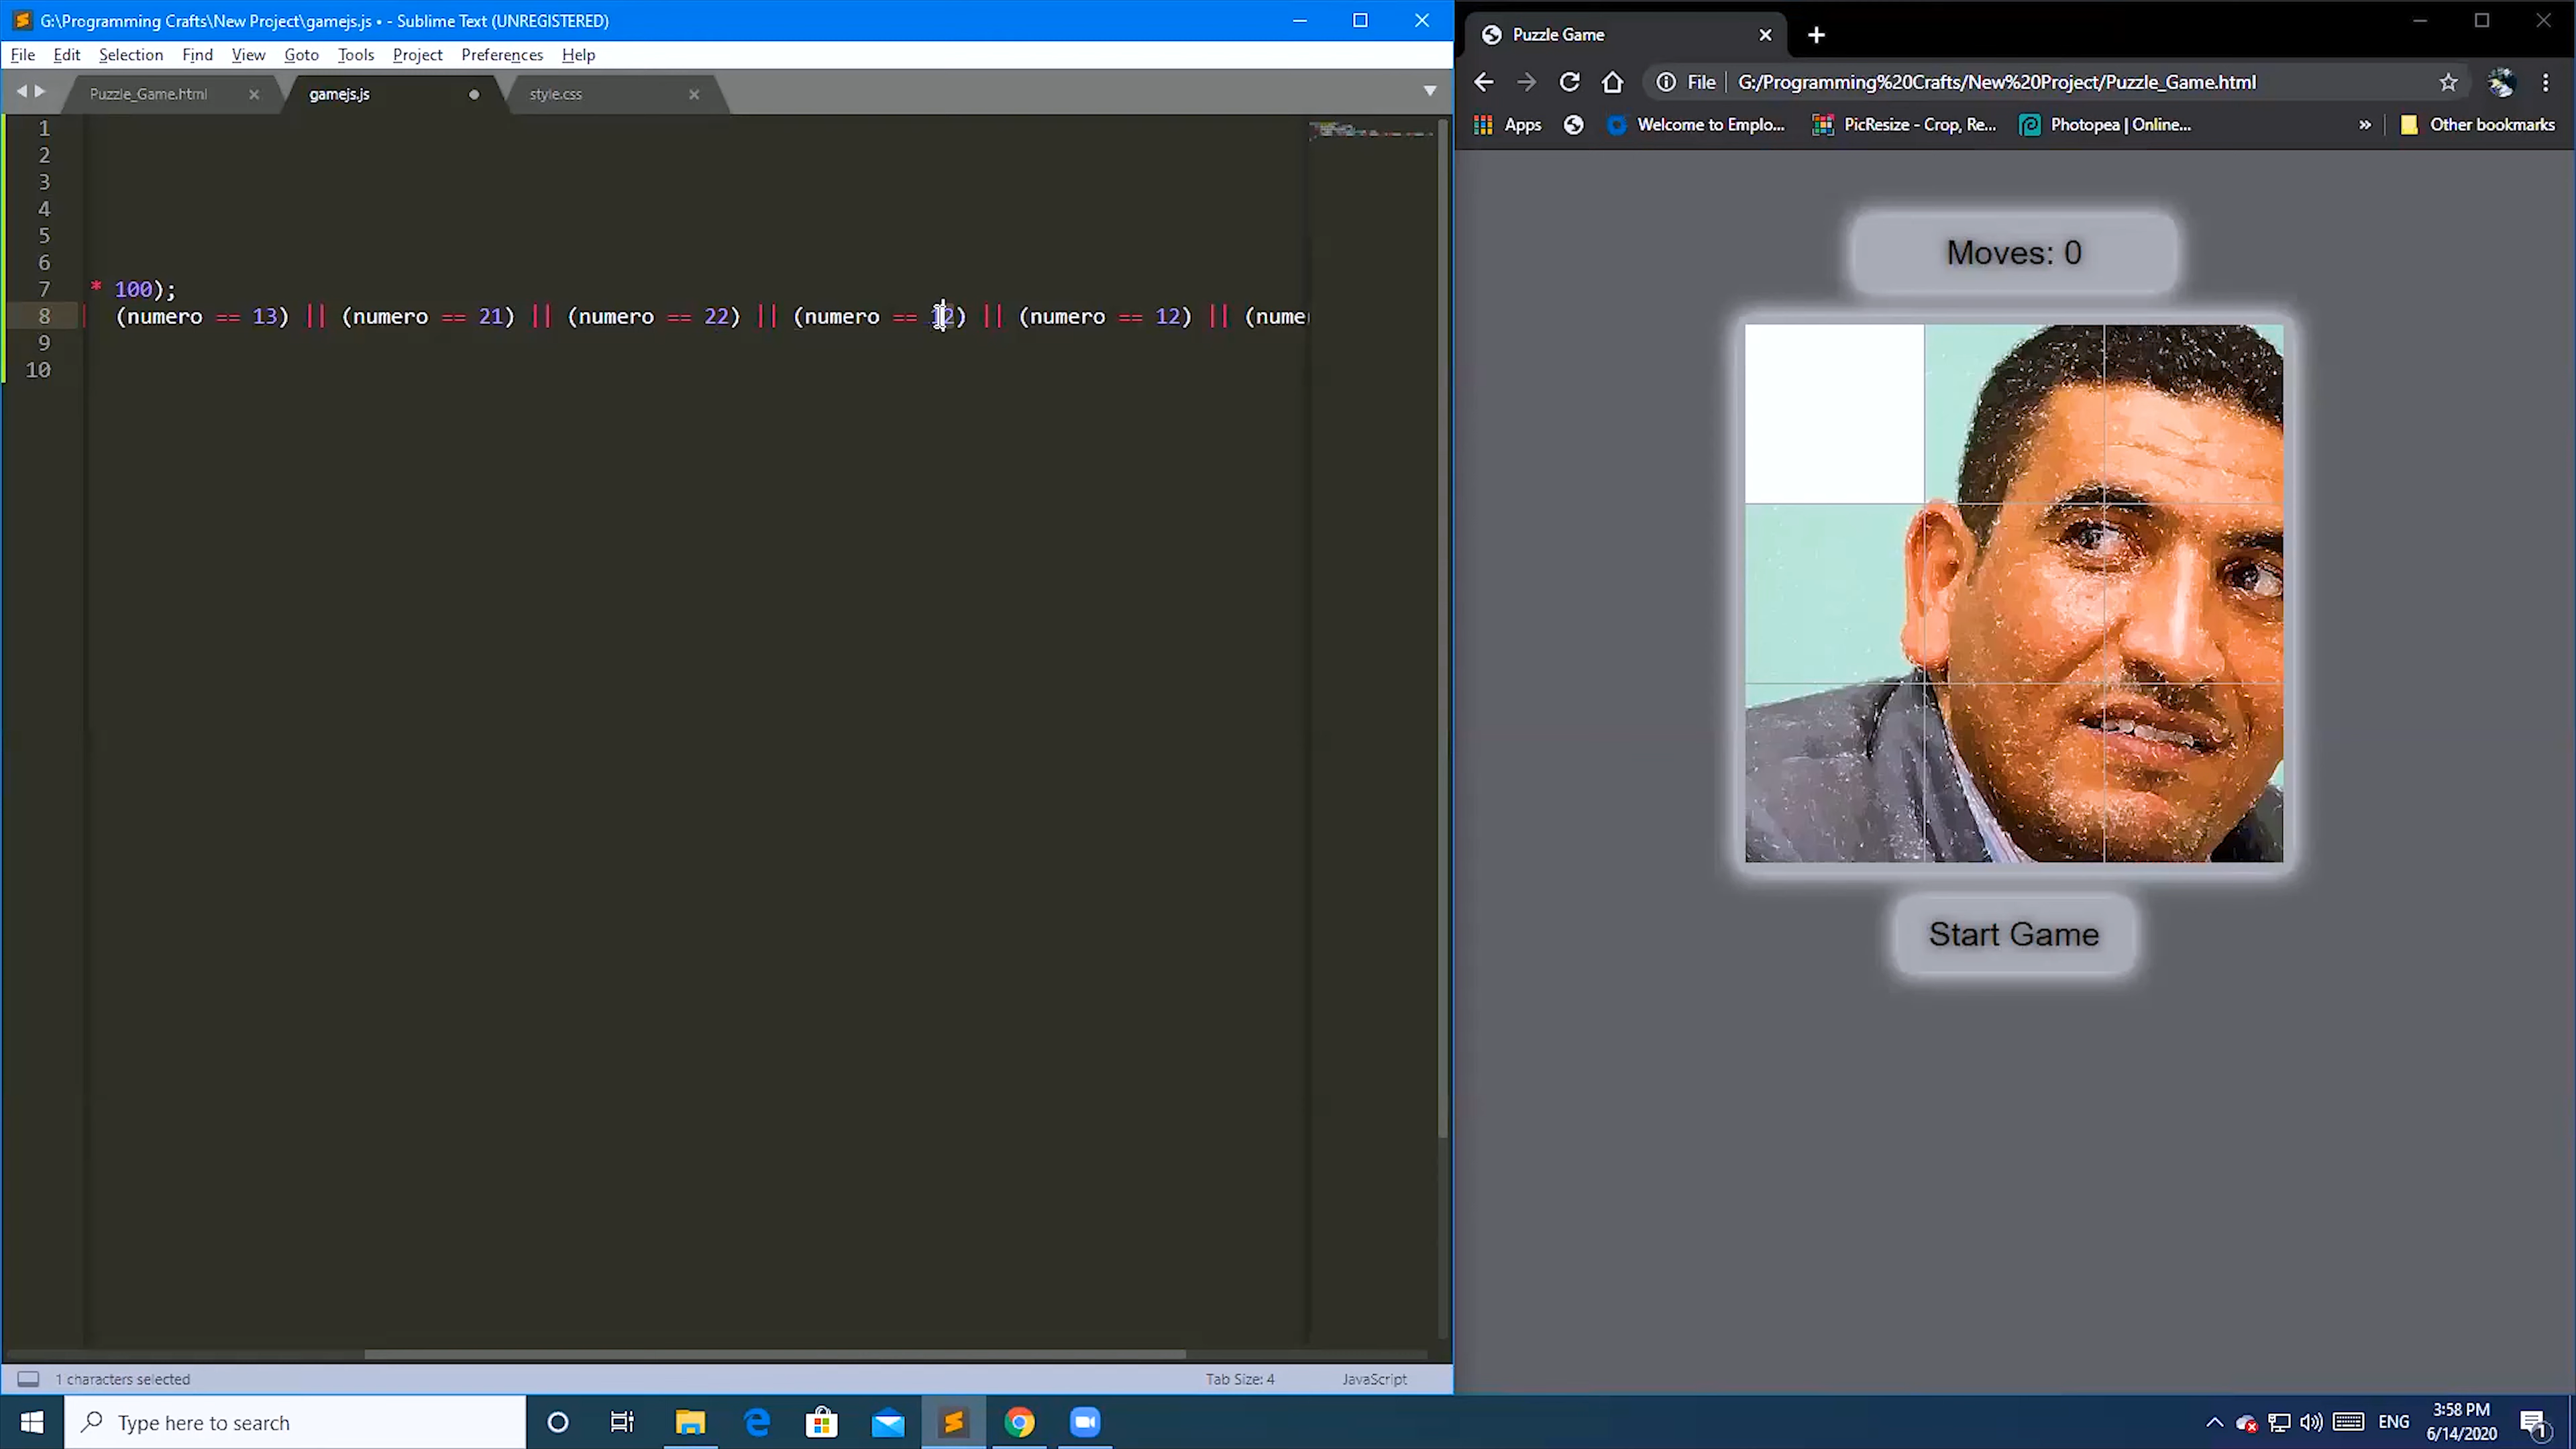 G:\Programming Crafts\New Project\gamejs.js • - Sublime Text (UNREGISTERED)
File Edit Selection Find View Goto Tools Project Preferences Help
Puzzle_Game.html gamejs.js style.css
1
2
3
4
5
6
7 * 100);
8 (numero == 13) || (numero == 21) || (numero == 22) || (numero == 12) || (numero == 12) || (nume
9
10
1 characters selected Tab Size: 4 JavaScript
Puzzle Game
File G:/Programming%20Crafts/New%20Project/Puzzle_Game.html
Apps Welcome to Emplo... PicResize - Crop, Re... Photopea | Online... » Other bookmarks
Moves: 0
Start Game
Type here to search
ENG
3:58 PM
6/14/2020
1